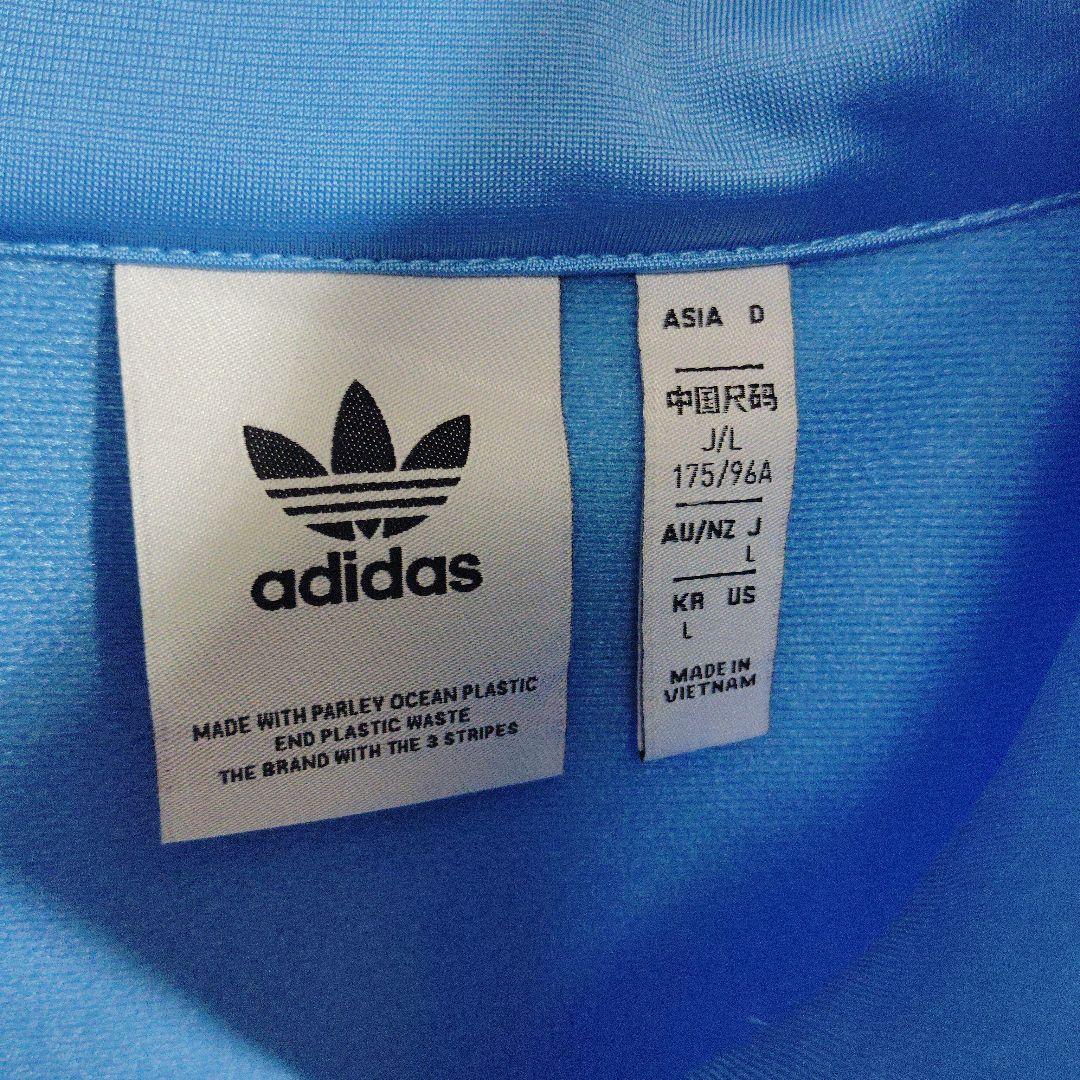 adidas
MADE WITH PARLEY OCEAN PLASTIC
END PLASTIC WASTE
THE BRAND WITH THE 3 STRIPES
ASIA D
中国尺码
J/L
175/96A
AU/NZ J
L
KR US
L
MADE IN
VIETNAM